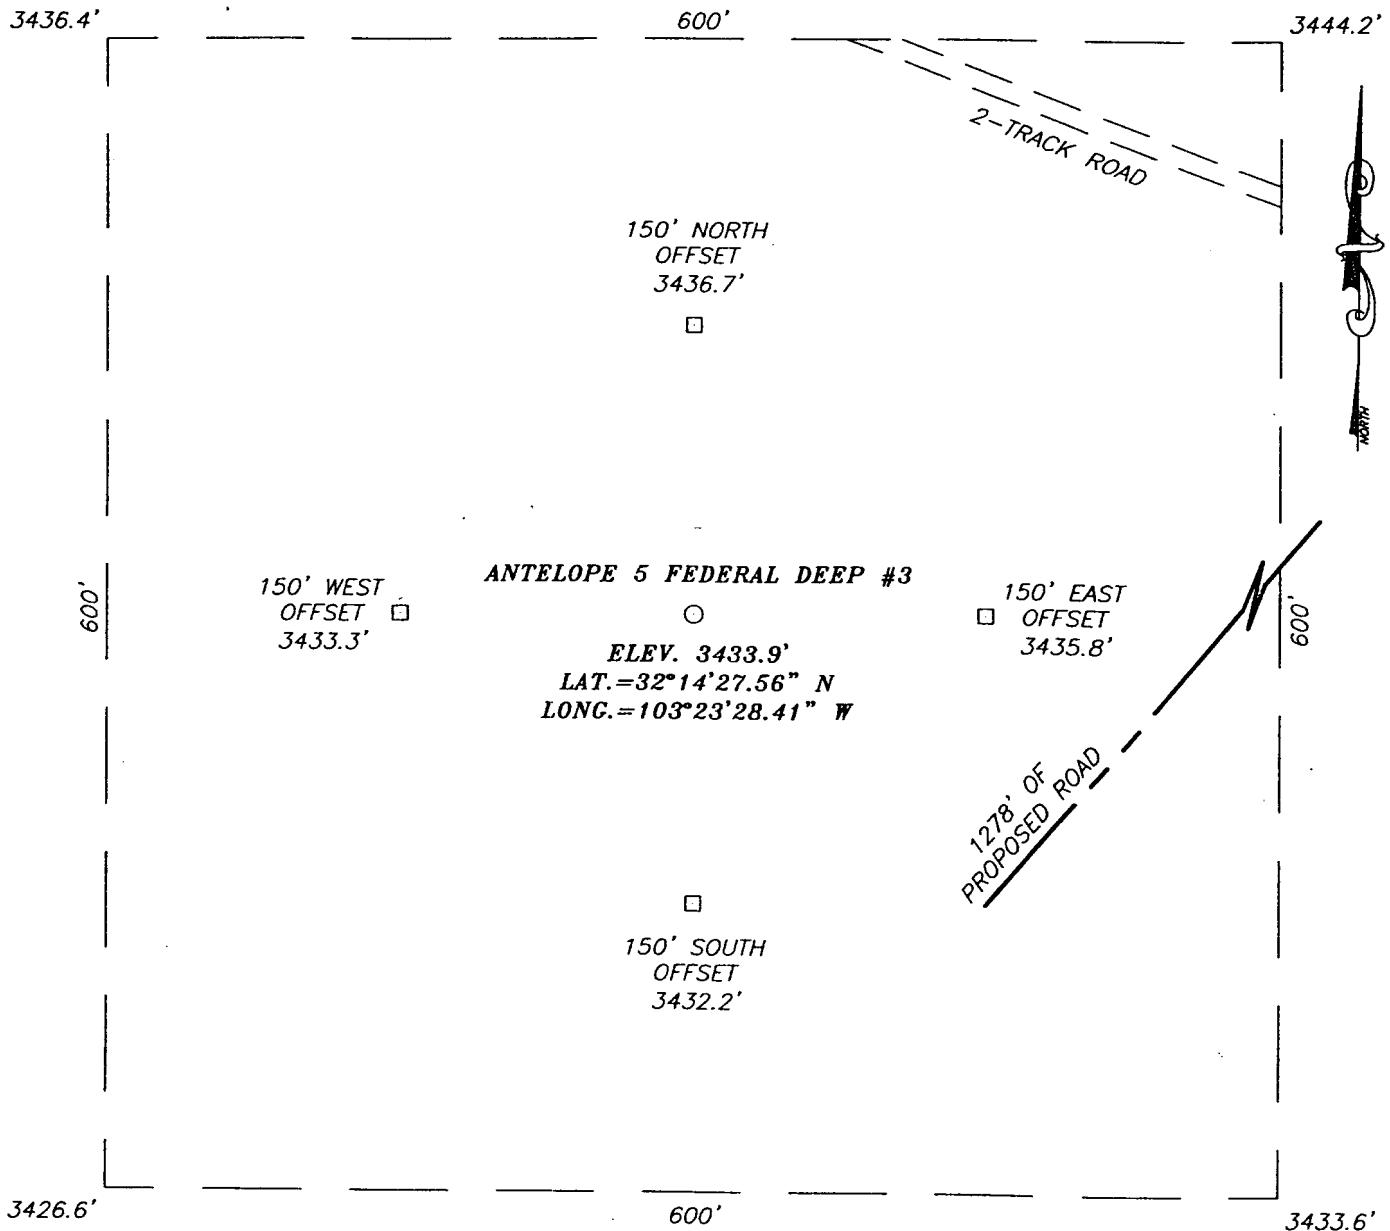 3436.4'
600'
3444.2'
2-TRACK ROAD
150' NORTH
OFFSET
3436.7'
NORTH
600'
150' WEST
OFFSET
3433.3'
ANTELOPE 5 FEDERAL DEEP #3
ELEV. 3433.9'
LAT.=32°14'27.56" N
LONG.=103°23'28.41" W
150' EAST
OFFSET
3435.8'
600'
1278' OF
PROPOSED ROAD
150' SOUTH
OFFSET
3432.2'
3426.6'
600'
3433.6'